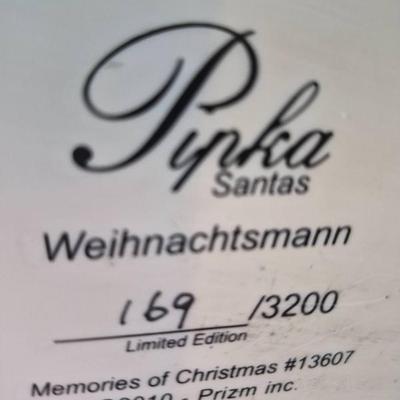 Pipka
Santas
Weihnachtsmann
169 /3200
Limited Edition
Memories of Christmas #13607
- Prizm inc.